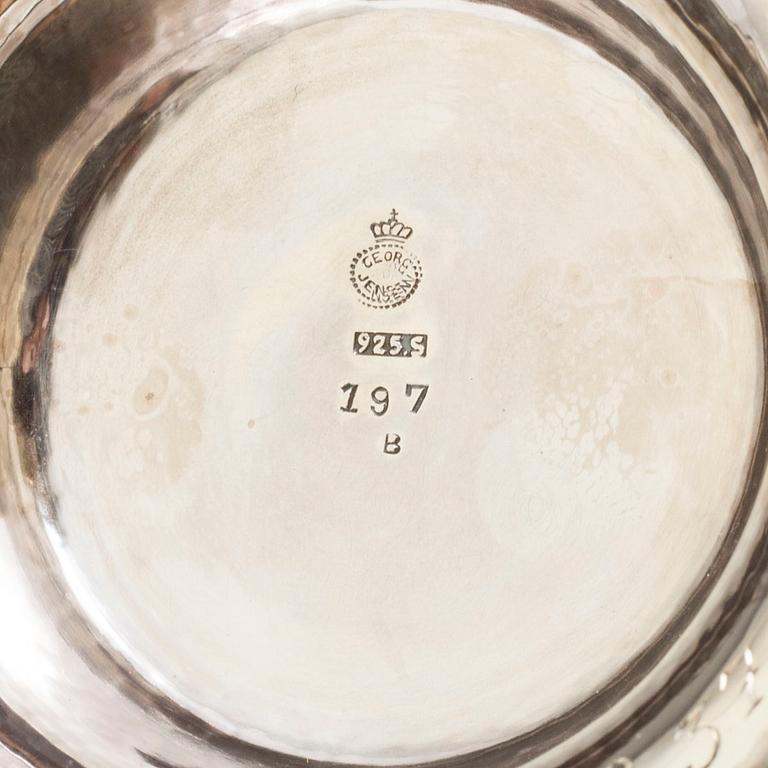 GEORG
JENSEN
925.S
197
B